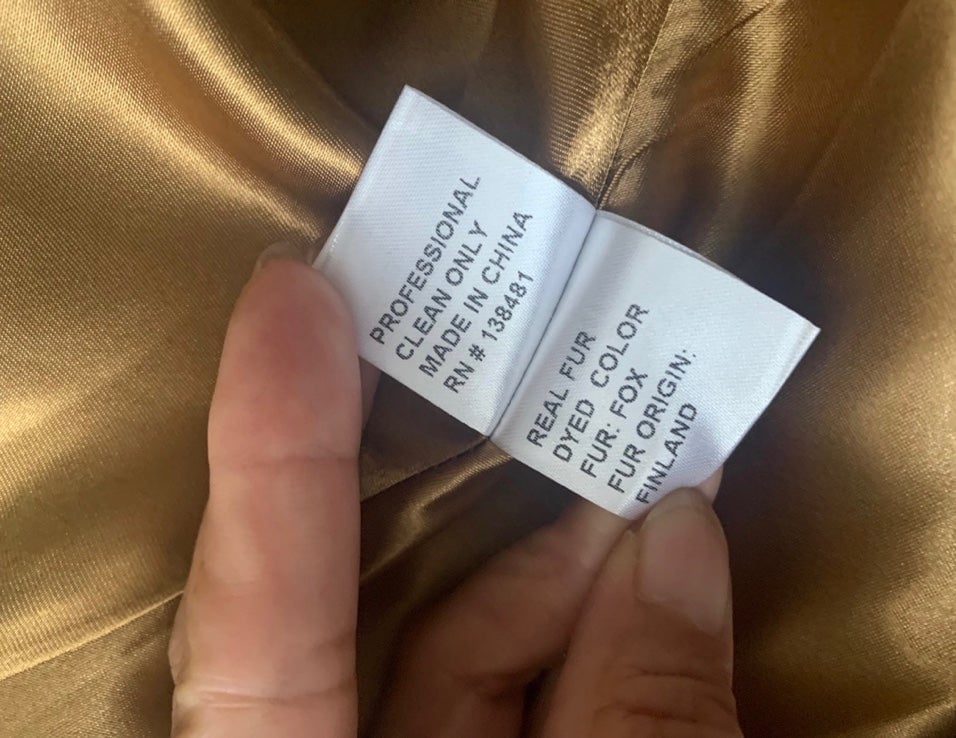 PROFESSIONAL
CLEAN ONLY
MADE IN CHINA
RN # 138481
REAL FUR
DYED COLOR
FUR: FOX
FUR ORIGIN:
FINLAND